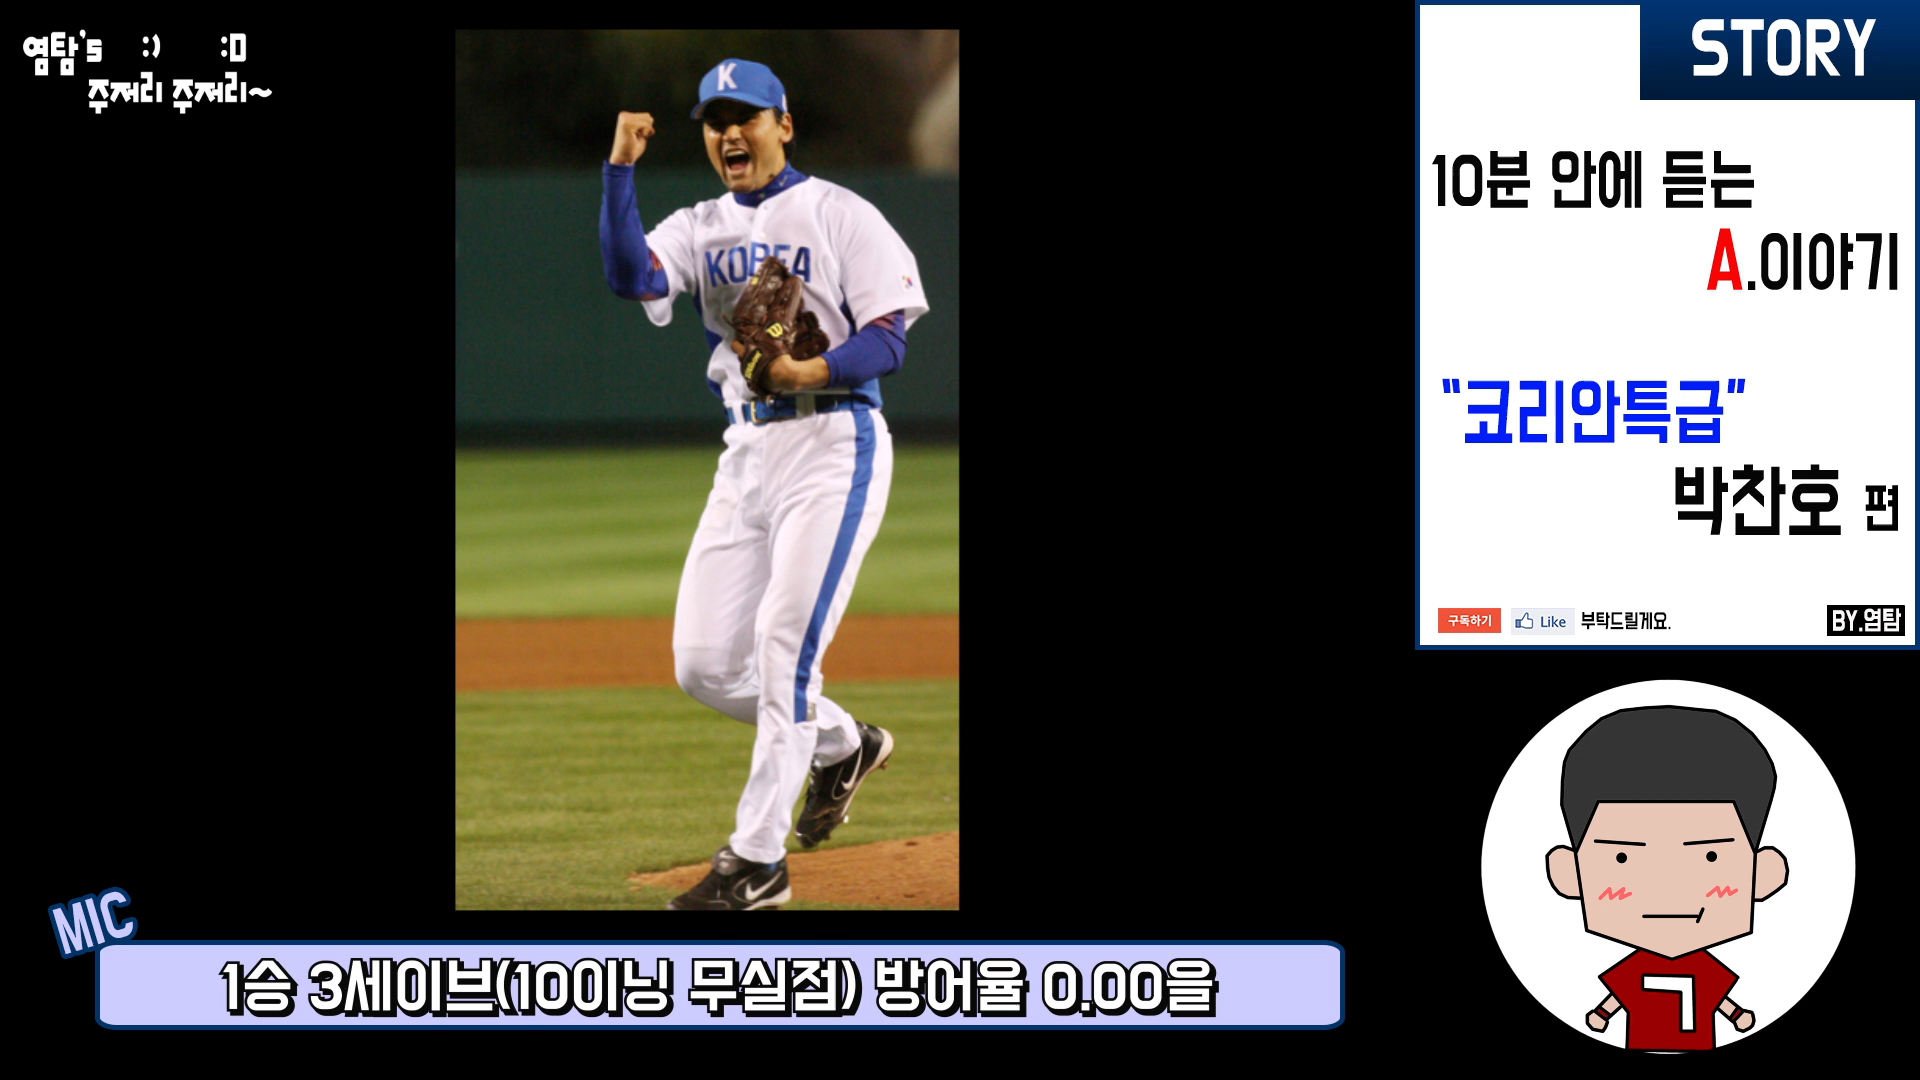 염탐's :) :D
주저리 주저리~
K
KOREA
STORY
10분 안에 듣는
A.이야기
"코리안특급"
박찬호 편
구독하기 Like 부탁드릴게요.
BY.염탐
MIC
1승 3세이브(10이닝 무실점) 방어율 0.00을